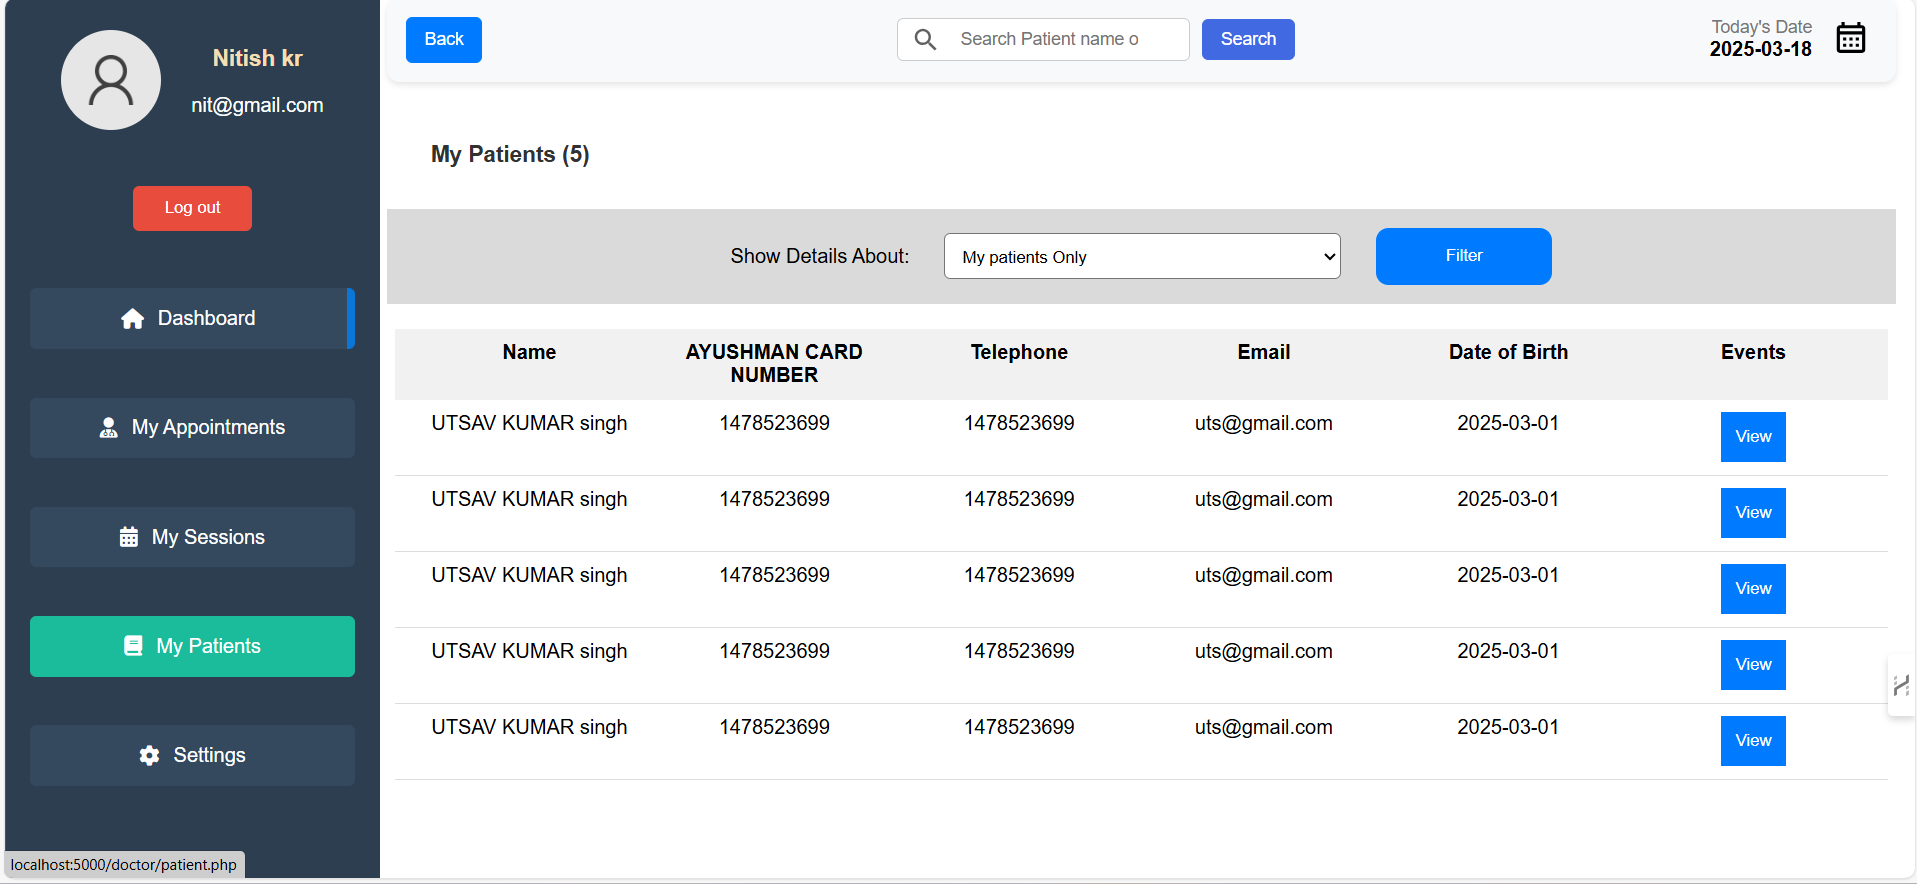 Nitish kr
nit@gmail.com
Log out
Dashboard
My Appointments
My Sessions
My Patients
Settings
localhost:5000/doctor/patient.php
Back
Search Patient name o
Search
Today's Date
2025-03-18
My Patients (5)
Show Details About:
My patients Only
Filter
Name AYUSHMAN CARD NUMBER Telephone Email Date of Birth Events
UTSAV KUMAR singh 1478523699 1478523699 uts@gmail.com 2025-03-01 View
UTSAV KUMAR singh 1478523699 1478523699 uts@gmail.com 2025-03-01 View
UTSAV KUMAR singh 1478523699 1478523699 uts@gmail.com 2025-03-01 View
UTSAV KUMAR singh 1478523699 1478523699 uts@gmail.com 2025-03-01 View
UTSAV KUMAR singh 1478523699 1478523699 uts@gmail.com 2025-03-01 View